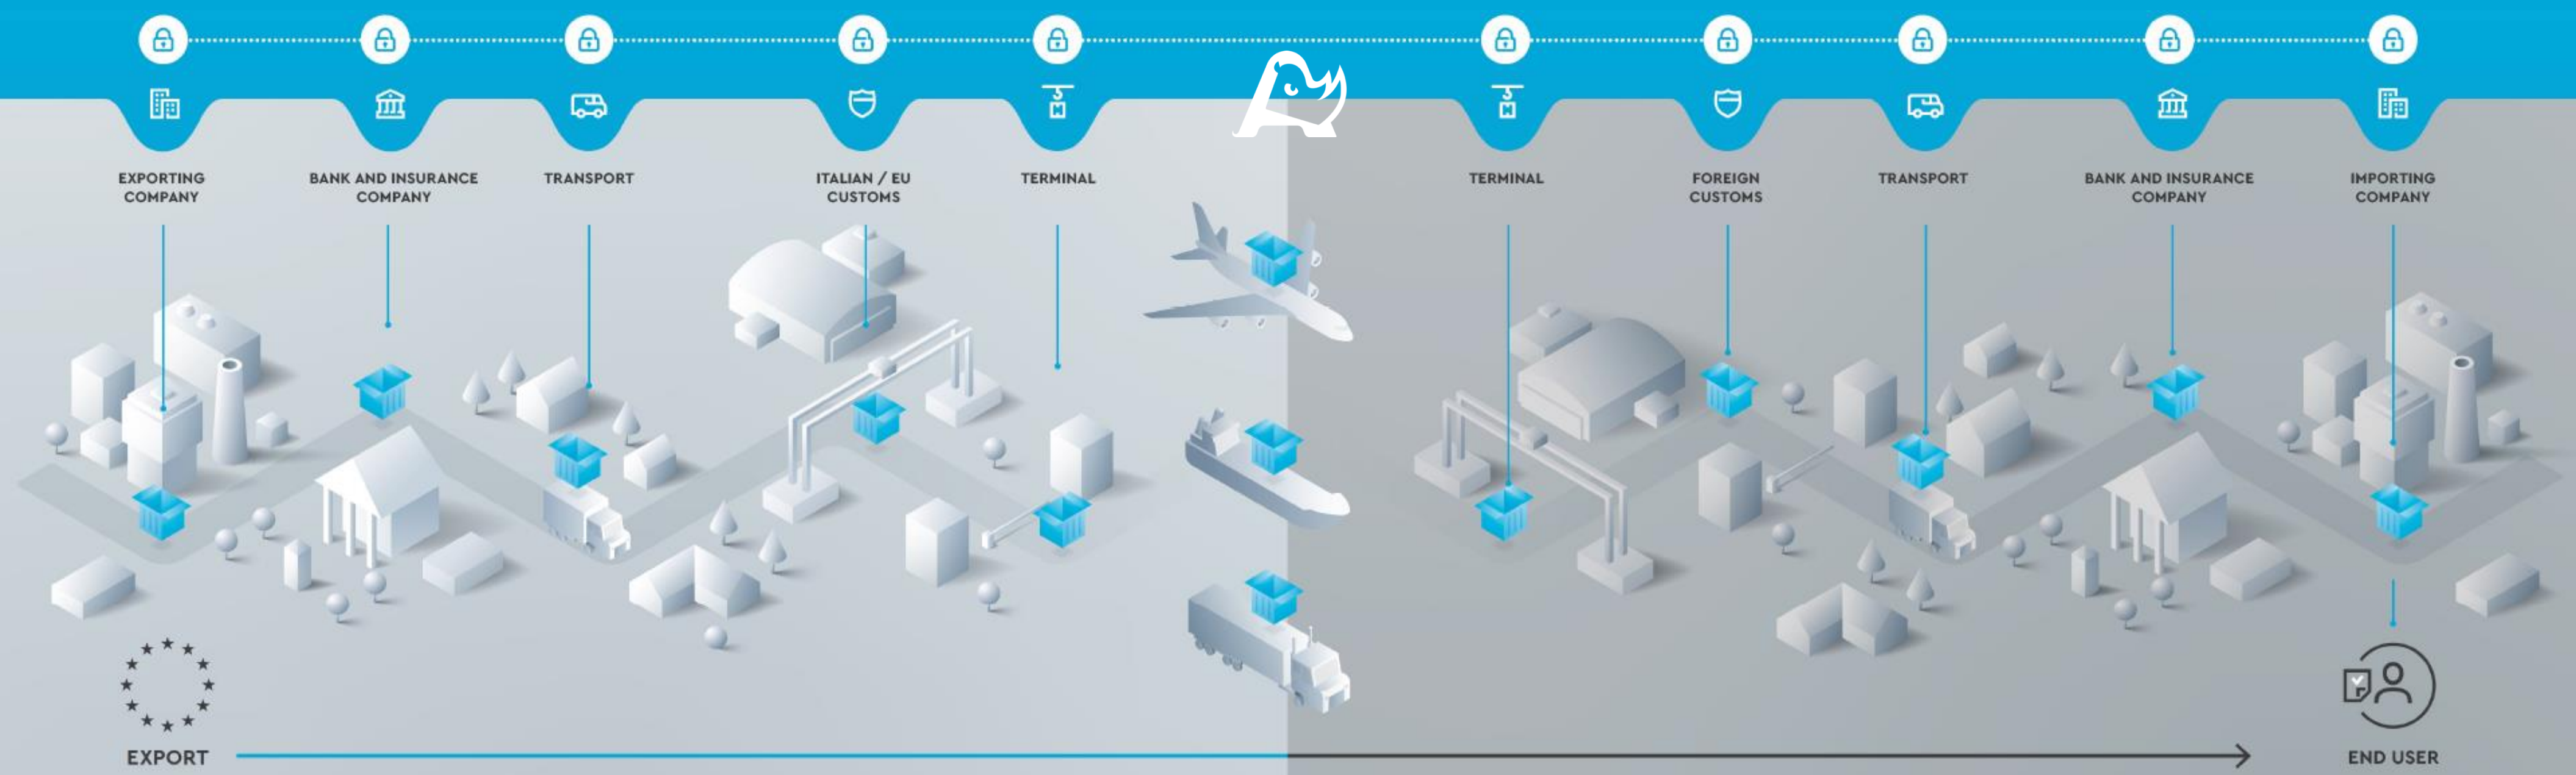 EXPORTING
COMPANY
BANK AND INSURANCE
COMPANY
TRANSPORT
ITALIAN / EU
CUSTOMS
TERMINAL
TERMINAL
FOREIGN
CUSTOMS
TRANSPORT
BANK AND INSURANCE
COMPANY
IMPORTING
COMPANY
EXPORT
END USER